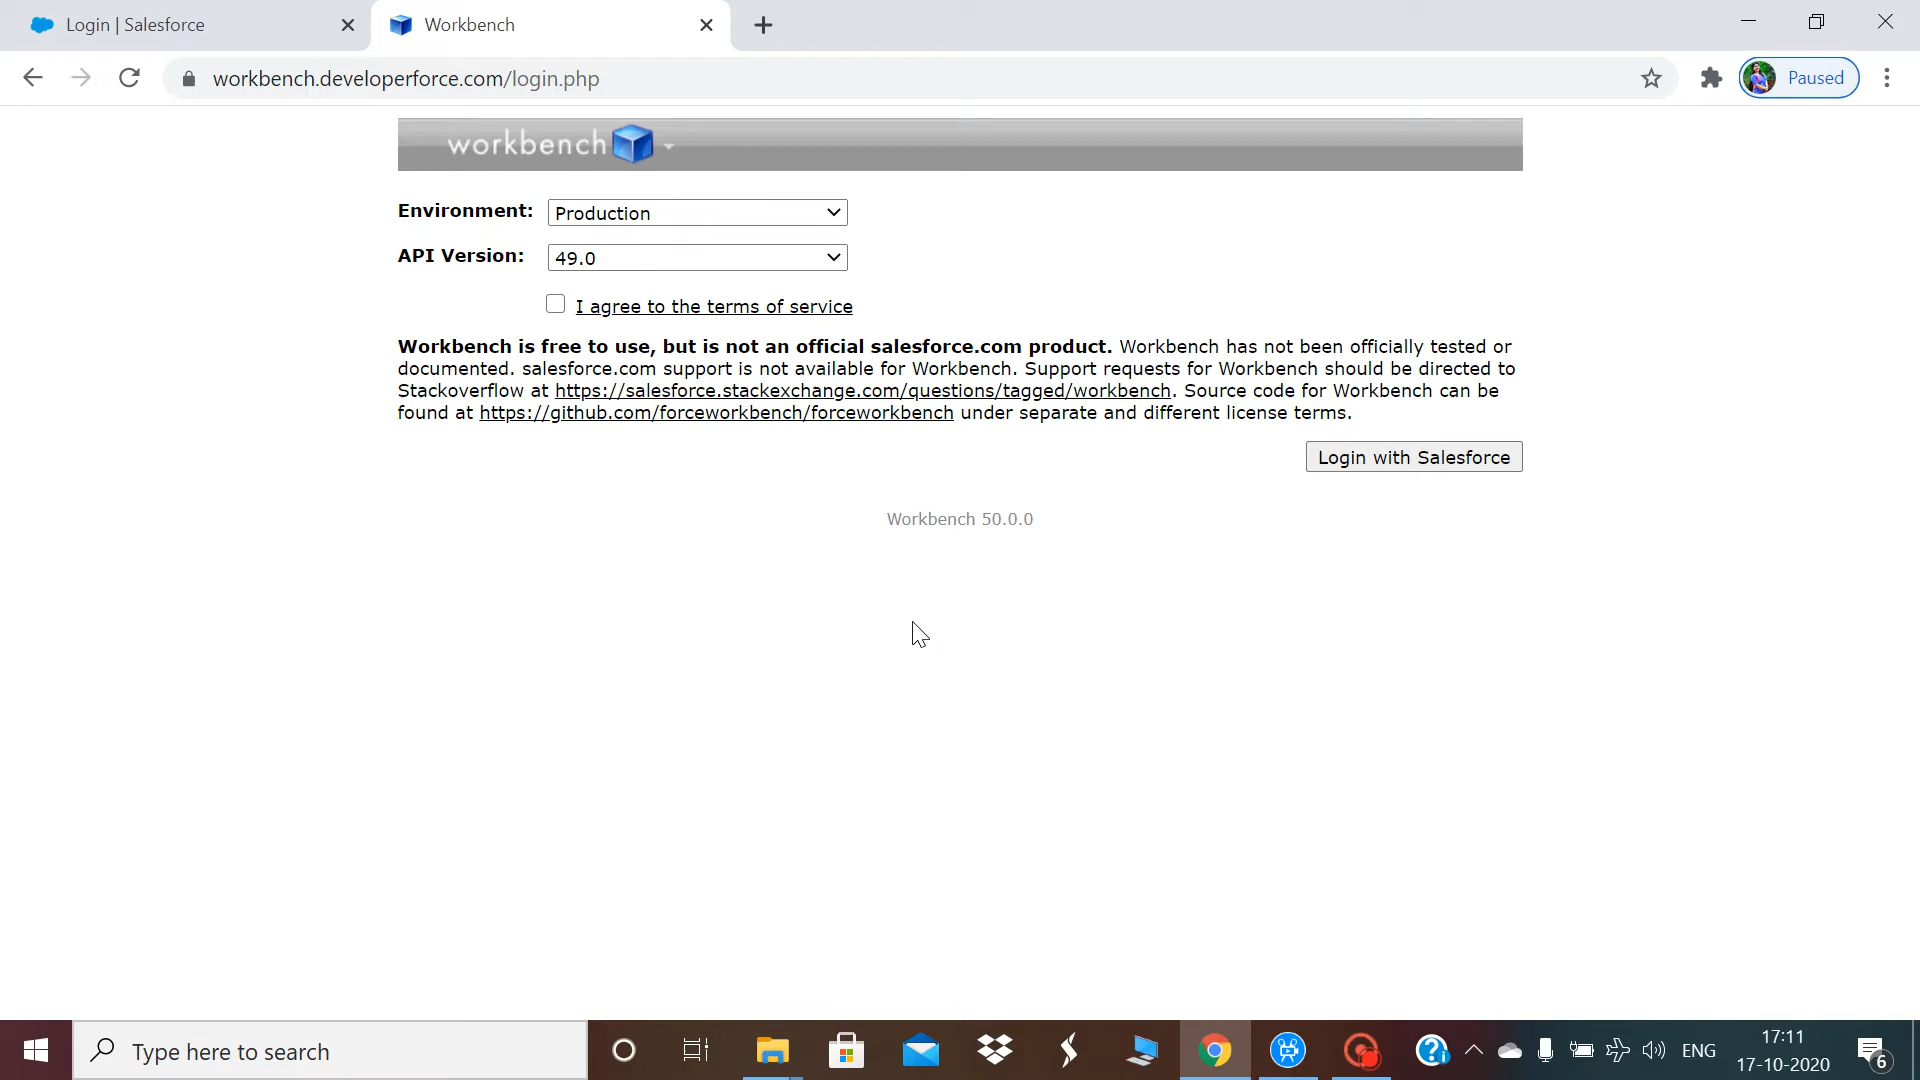 Login | Salesforce
Workbench
workbench.developerforce.com/login.php
Paused
workbench
Environment: Production
API Version: 49.0
I agree to the terms of service
Workbench is free to use, but is not an official salesforce.com product. Workbench has not been officially tested or
documented. salesforce.com support is not available for Workbench. Support requests for Workbench should be directed to
Stackoverflow at https://salesforce.stackexchange.com/questions/tagged/workbench. Source code for Workbench can be
found at https://github.com/forceworkbench/forceworkbench under separate and different license terms.
Login with Salesforce
Workbench 50.0.0
Type here to search
ENG
17:11
17-10-2020
6